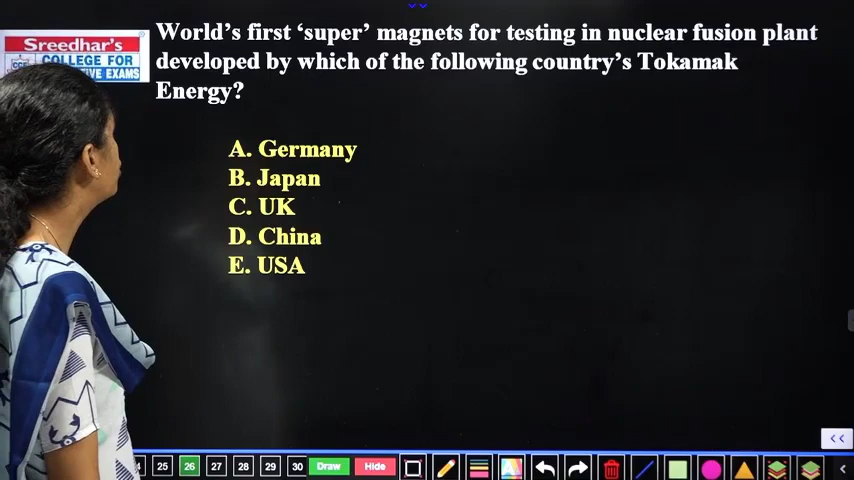 World’s first ‘super’ magnets for testing in nuclear fusion plant
developed by which of the following country’s Tokamak
Energy?
Sreedhar's
COLLEGE FOR
EXAMS
A. Germany
B. Japan
C. UK
D. China
E. USA
25 26 27 28 29 30 Draw Hide